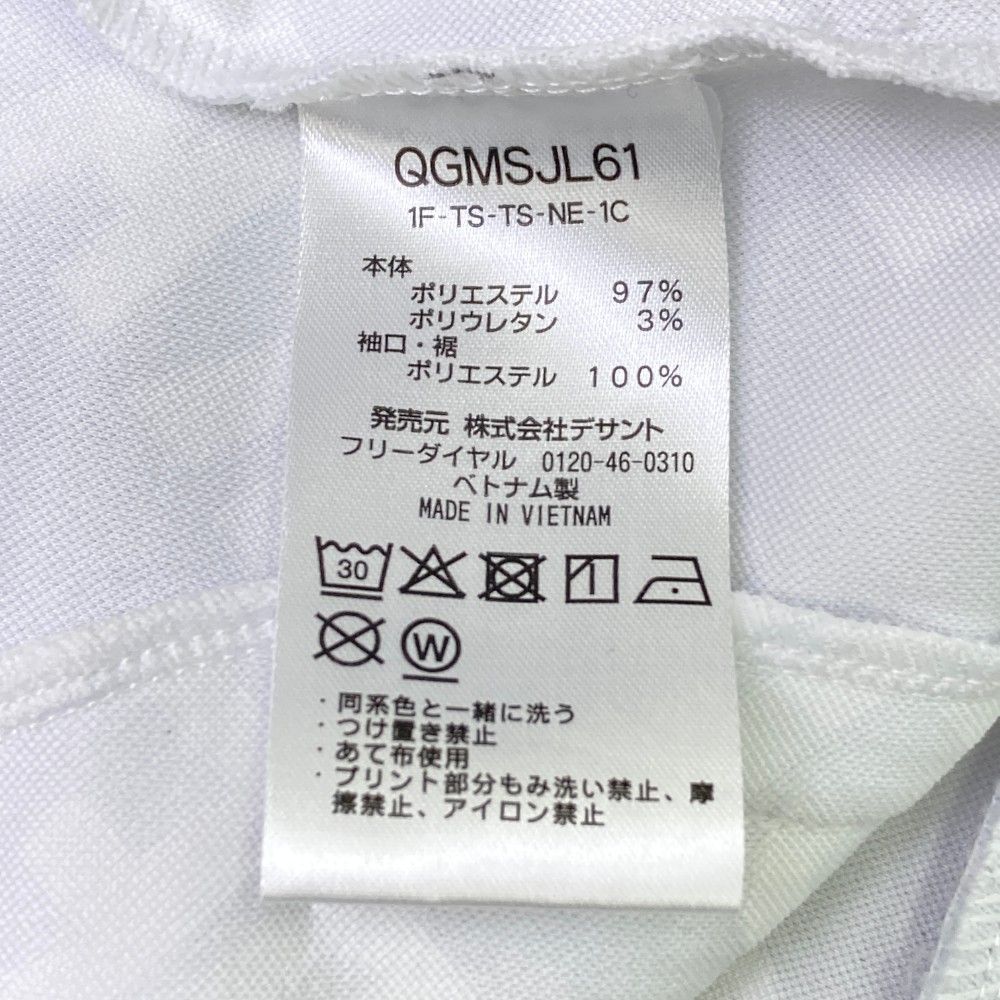 QGMSJL61
1F-TS-TS-NE-1C
本体
ポリエステル 97%
ポリウレタン 3%
袖口・裾
ポリエステル 100%
発売元 株式会社デサント
フリーダイヤル 0120-46-0310
ベトナム製
MADE IN VIETNAM
30
W
・同系色と一緒に洗う
・つけ置き禁止
・あて布使用
・プリント部分もみ洗い禁止、摩
擦禁止、アイロン禁止